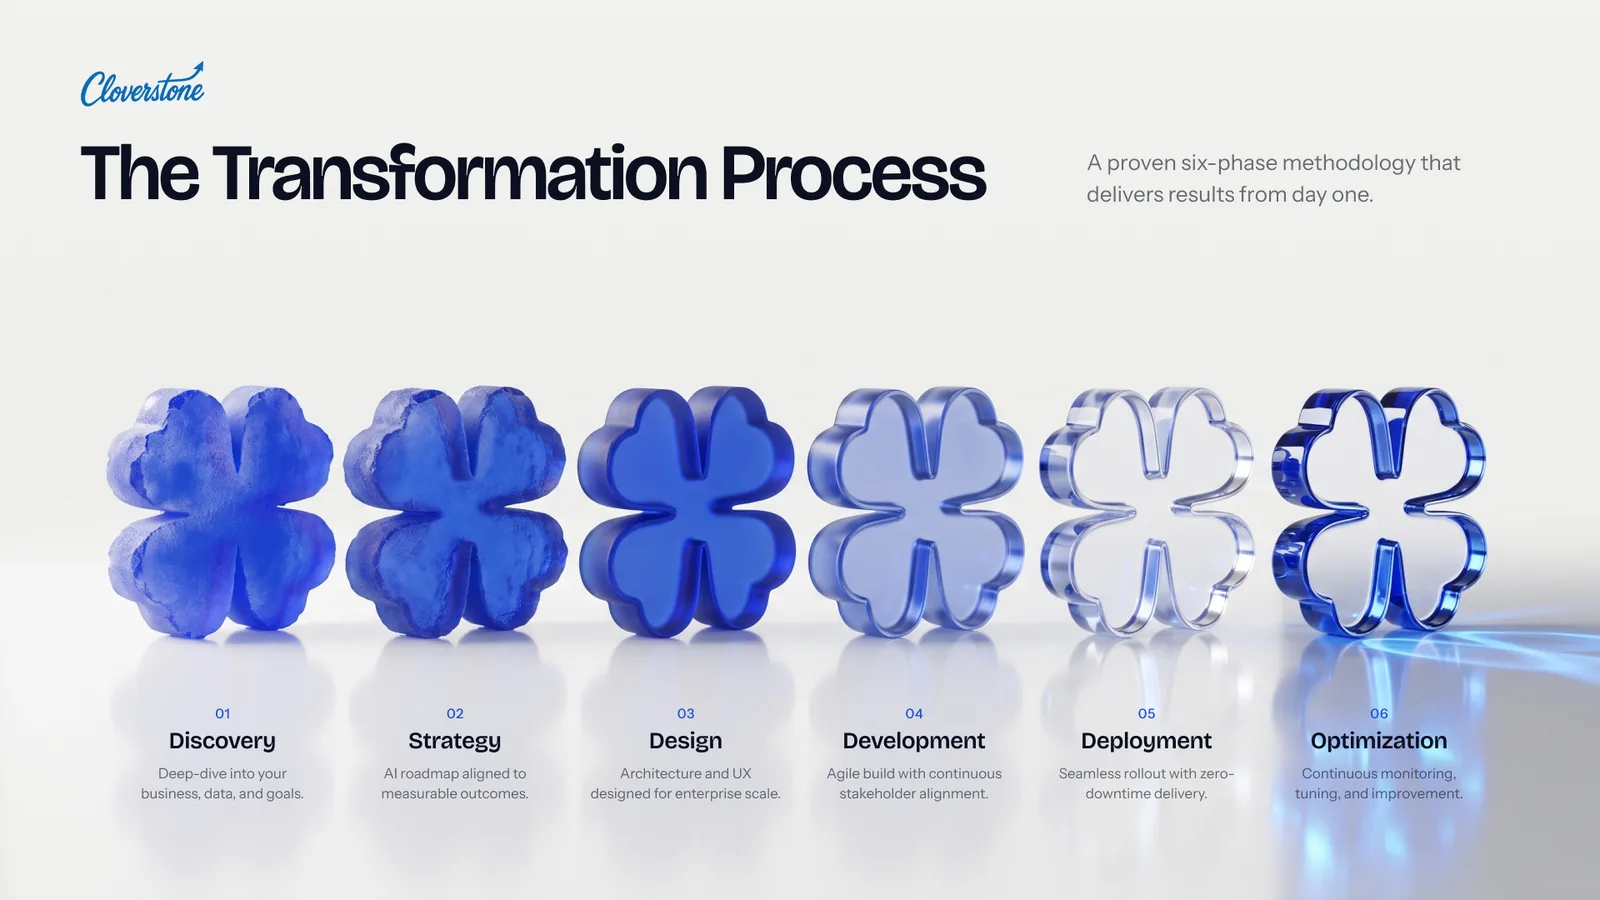 Cloverstone
The Transformation Process
A proven six-phase methodology that
delivers results from day one.
01
Discovery
Deep-dive into your
business, data, and goals.
02
Strategy
AI roadmap aligned to
measurable outcomes.
03
Design
Architecture and UX
designed for enterprise scale.
04
Development
Agile build with continuous
stakeholder alignment.
05
Deployment
Seamless rollout with zero-
downtime delivery.
06
Optimization
Continuous monitoring,
tuning, and improvement.